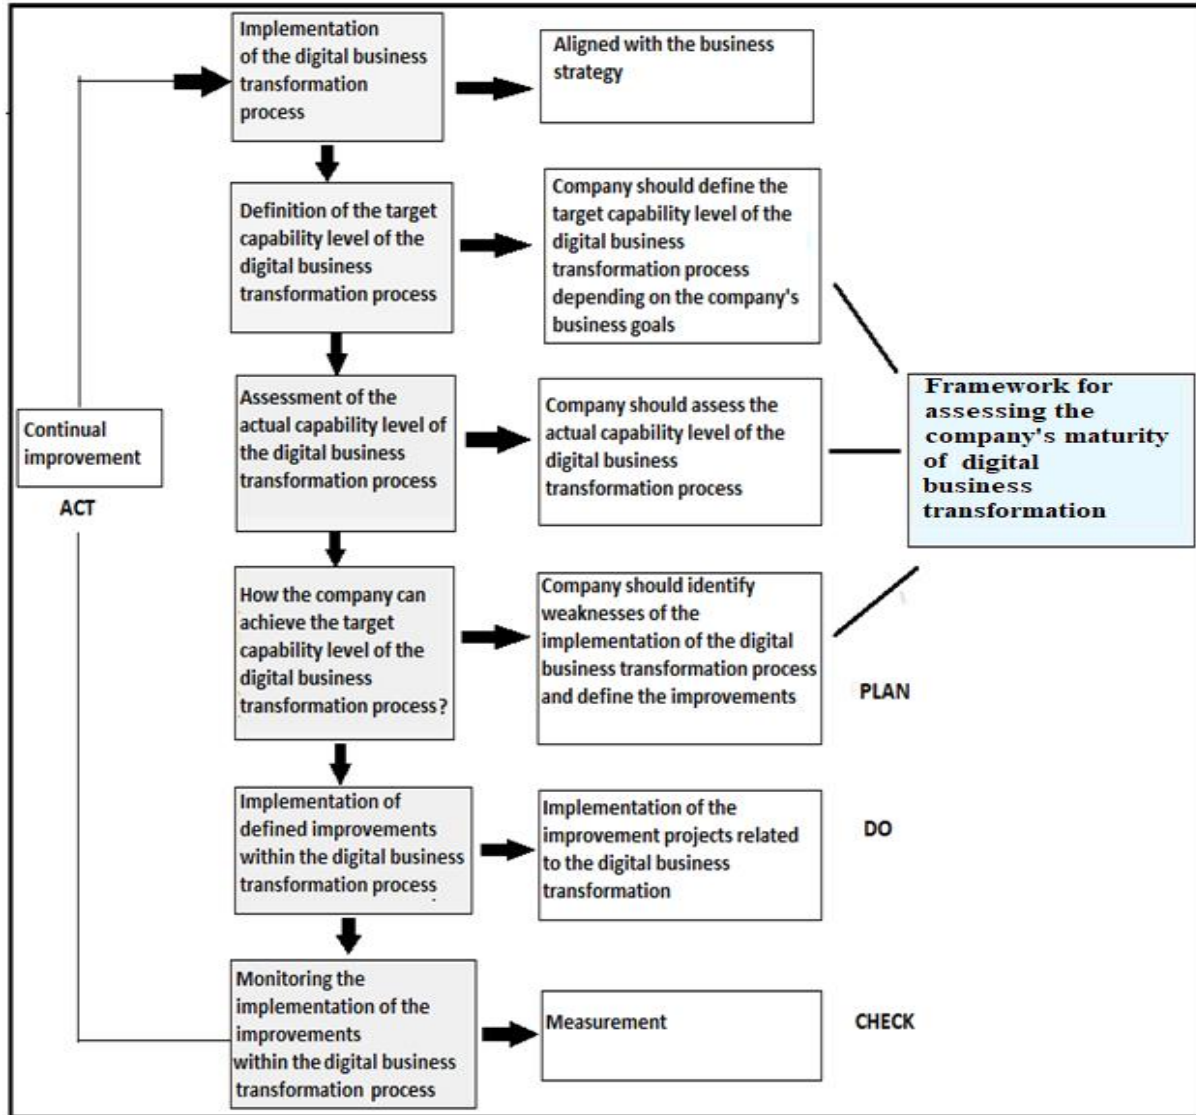 Implementation
of the digital business
transformation
process
Aligned with the business
strategy
Definition of the target
capability level of the
digital business
transformation process
Company should define the
target capability level of the
digital business
transformation process
depending on the company's
business goals
Assessment of the
actual capability level of
the digital business
transformation process
Company should assess the
actual capability level of the
digital business
transformation process
Framework for
assessing the
company's maturity
of digital
business
transformation
Continual
improvement
ACT
How the company can
achieve the target
capability level of the
digital business
transformation process?
Company should identify
weaknesses of the
implementation of the digital
business transformation process
and define the improvements
PLAN
Implementation of
defined improvements
within the digital business
transformation process
Implementation of the
improvement projects related
to the digital business
transformation
DO
Monitoring the
implementation of the
improvements
within the digital business
transformation process
Measurement
CHECK